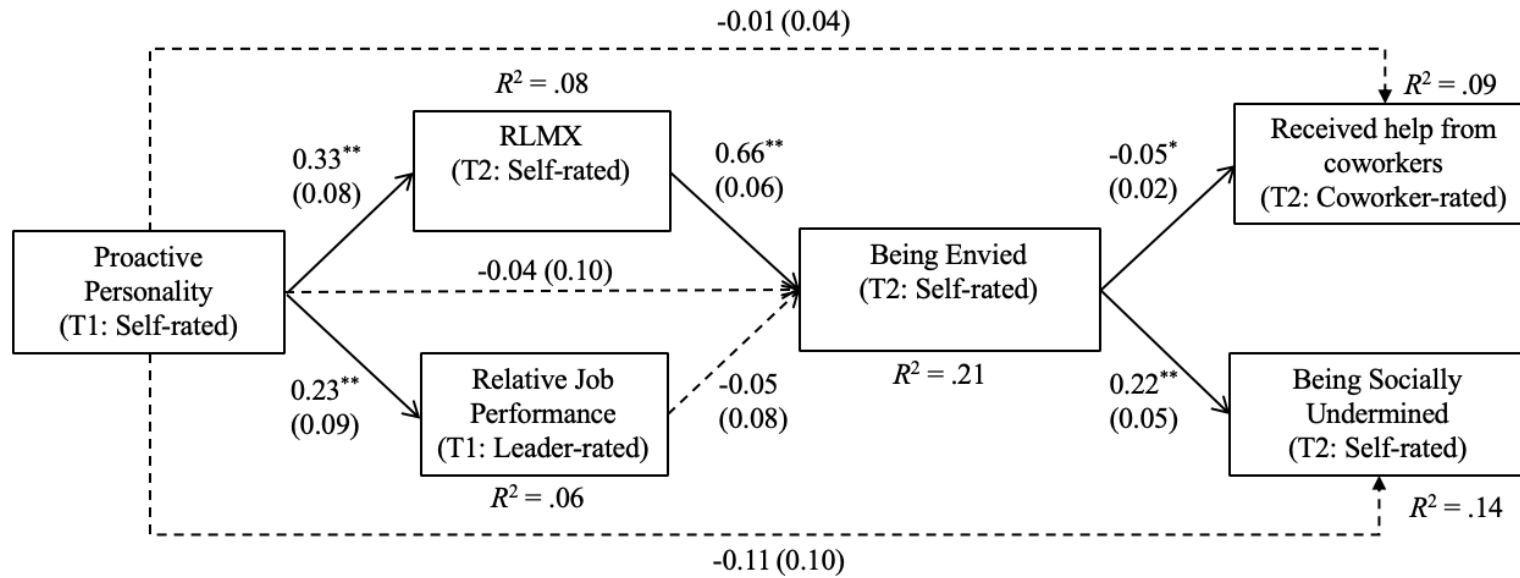 -0.01 (0.04)
R² = .08
R² = .09
RLMX
(T2: Self-rated)
Received help from
coworkers
(T2: Coworker-rated)
0.33**
(0.08)
0.66**
(0.06)
-0.05*
(0.02)
Proactive
Personality
(T1: Self-rated)
-0.04 (0.10)
Being Envied
(T2: Self-rated)
R² = .21
0.23**
(0.09)
Relative Job
Performance
(T1: Leader-rated)
-0.05
(0.08)
0.22**
(0.05)
Being Socially
Undermined
(T2: Self-rated)
R² = .06
R² = .14
-0.11 (0.10)